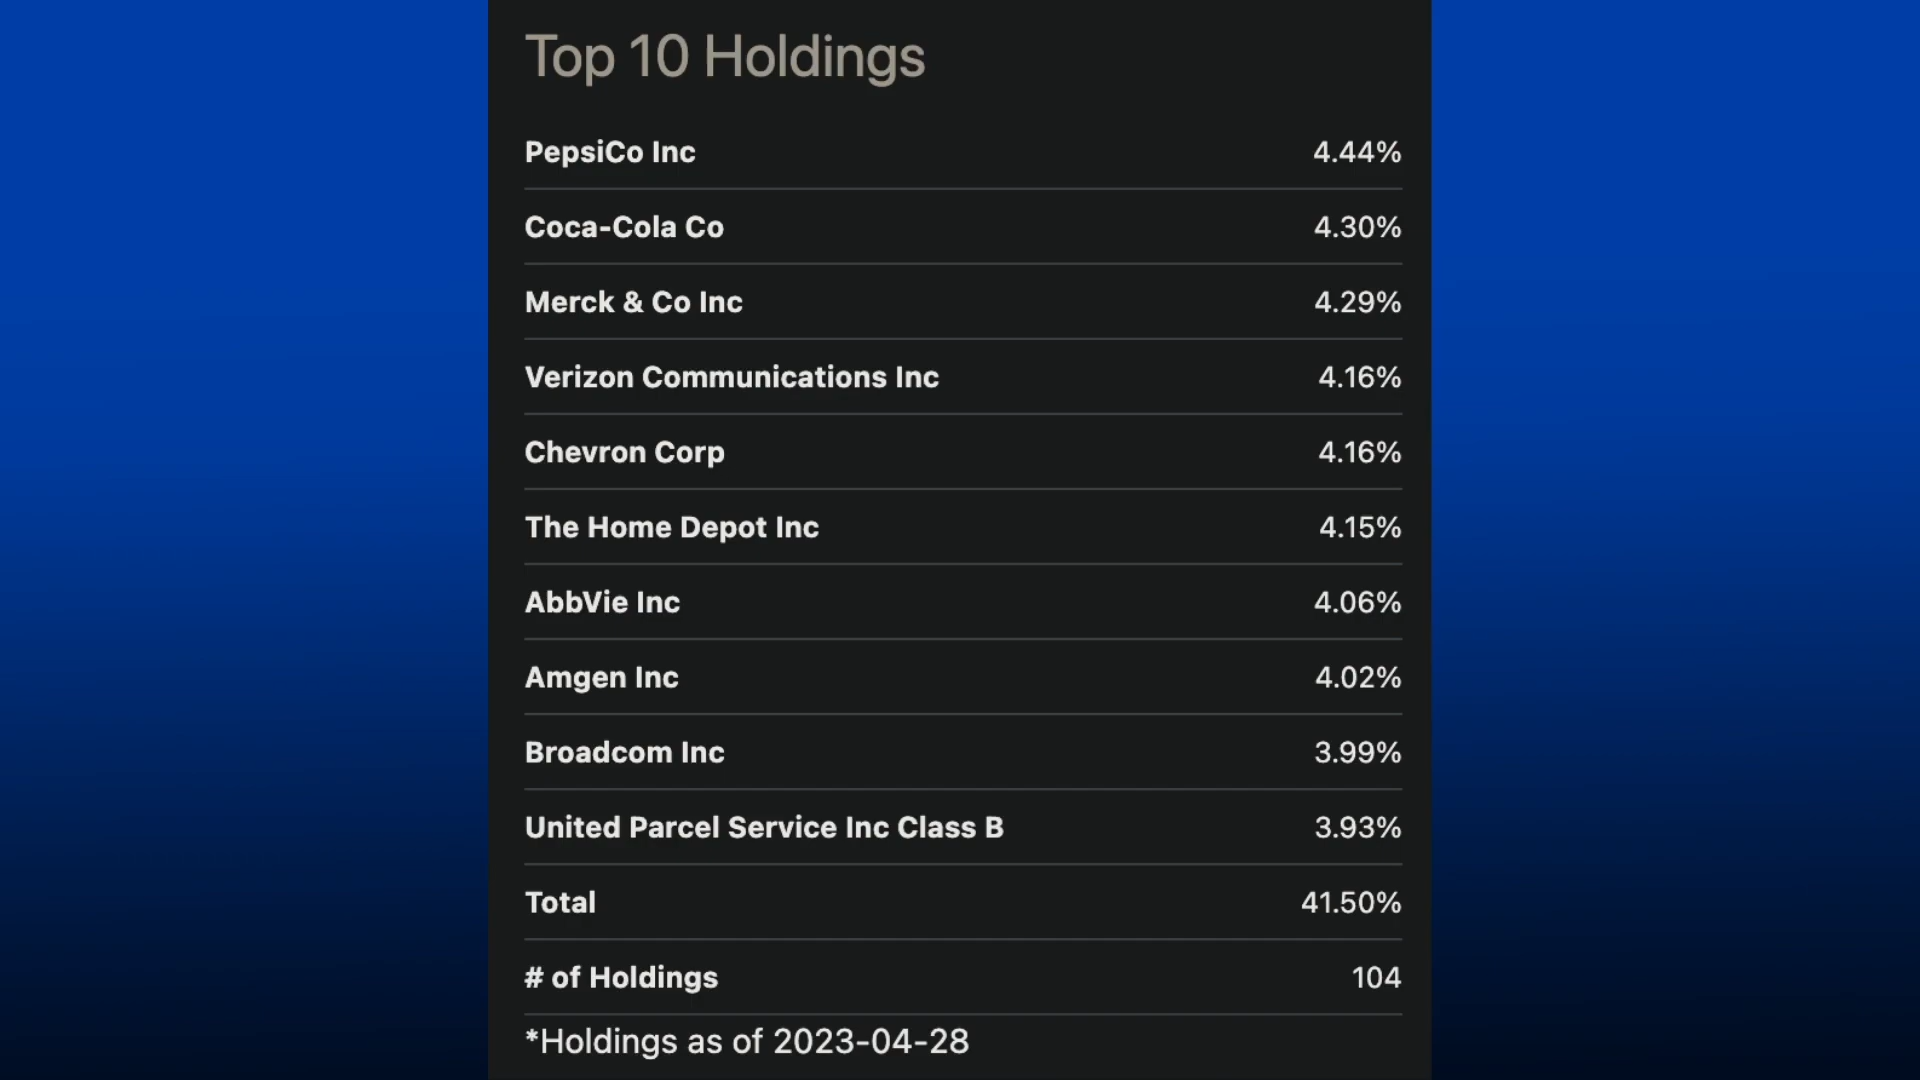 Top 10 Holdings
PepsiCo Inc 4.44%
Coca-Cola Co 4.30%
Merck & Co Inc 4.29%
Verizon Communications Inc 4.16%
Chevron Corp 4.16%
The Home Depot Inc 4.15%
AbbVie Inc 4.06%
Amgen Inc 4.02%
Broadcom Inc 3.99%
United Parcel Service Inc Class B 3.93%
Total 41.50%
# of Holdings 104
*Holdings as of 2023-04-28